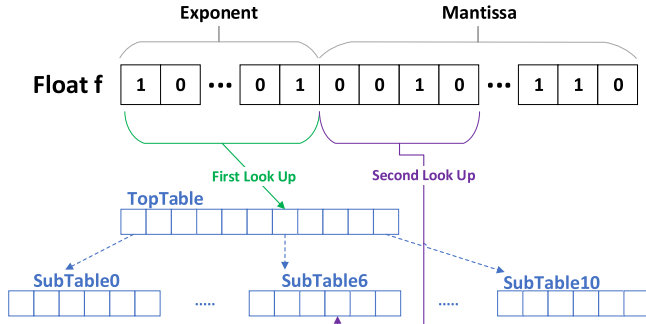 Exponent Mantissa
Float f 1 0 ••• 0 1 0 0 1 0 ••• 1 1 0
First Look Up Second Look Up
TopTable
SubTable0 SubTable6 SubTable10
..... .....